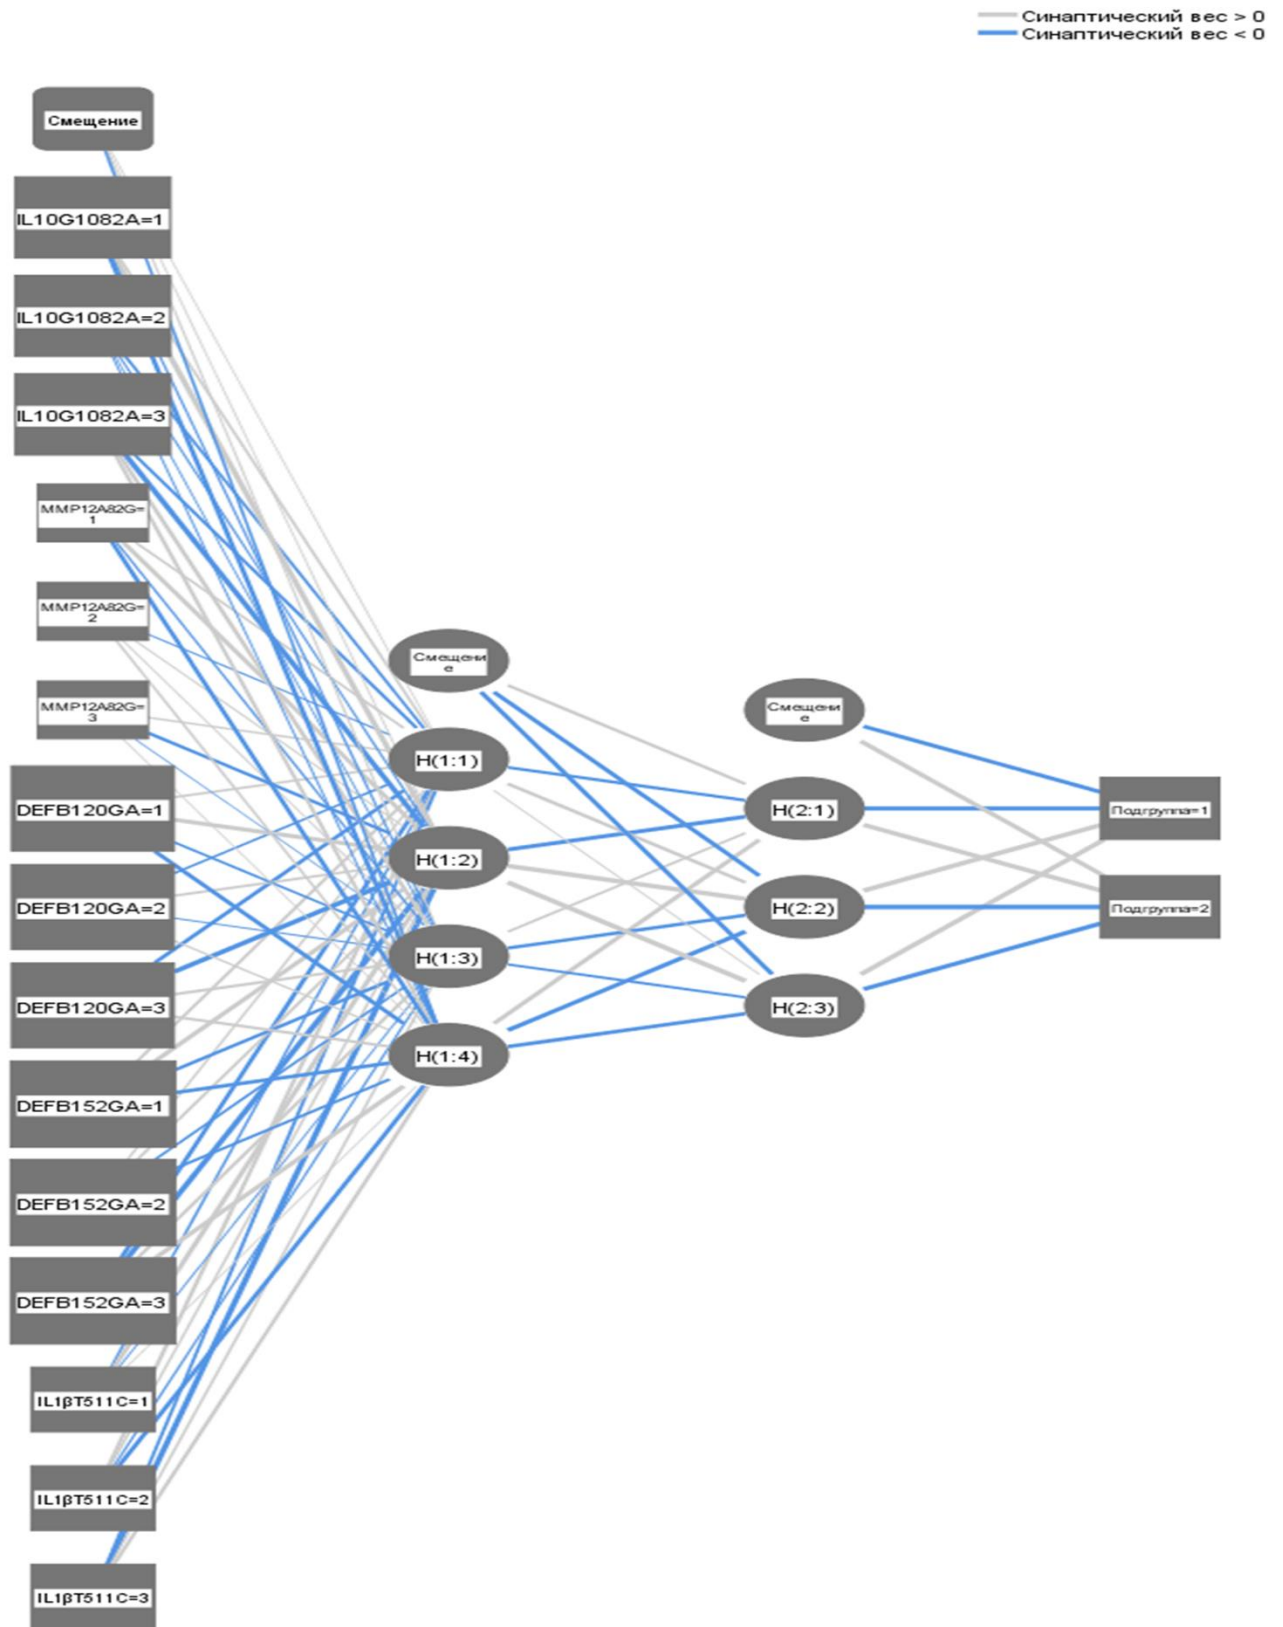 Синаптический вес > 0
Синаптический вес < 0
Смещение
IL10G1082A=1
IL10G1082A=2
IL10G1082A=3
MMP12A82G=
1
MMP12A82G=
2
MMP12A82G=
3
DEFB120GA=1
DEFB120GA=2
DEFB120GA=3
DEFB152GA=1
DEFB152GA=2
DEFB152GA=3
IL1βT511C=1
IL1βT511C=2
IL1βT511C=3
Смещени
е
H(1:1)
H(1:2)
H(1:3)
H(1:4)
Смещени
е
H(2:1)
H(2:2)
H(2:3)
Подгруппа=1
Подгруппа=2